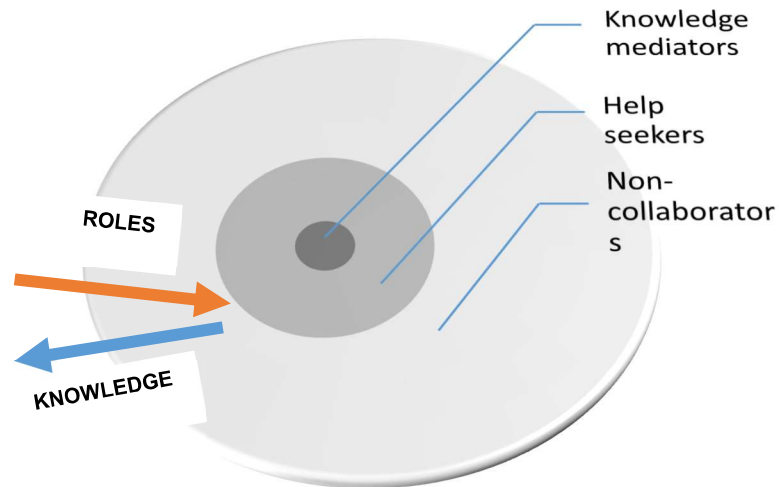 Knowledge
mediators
Help
seekers
Non-
collaborator
s
ROLES
KNOWLEDGE